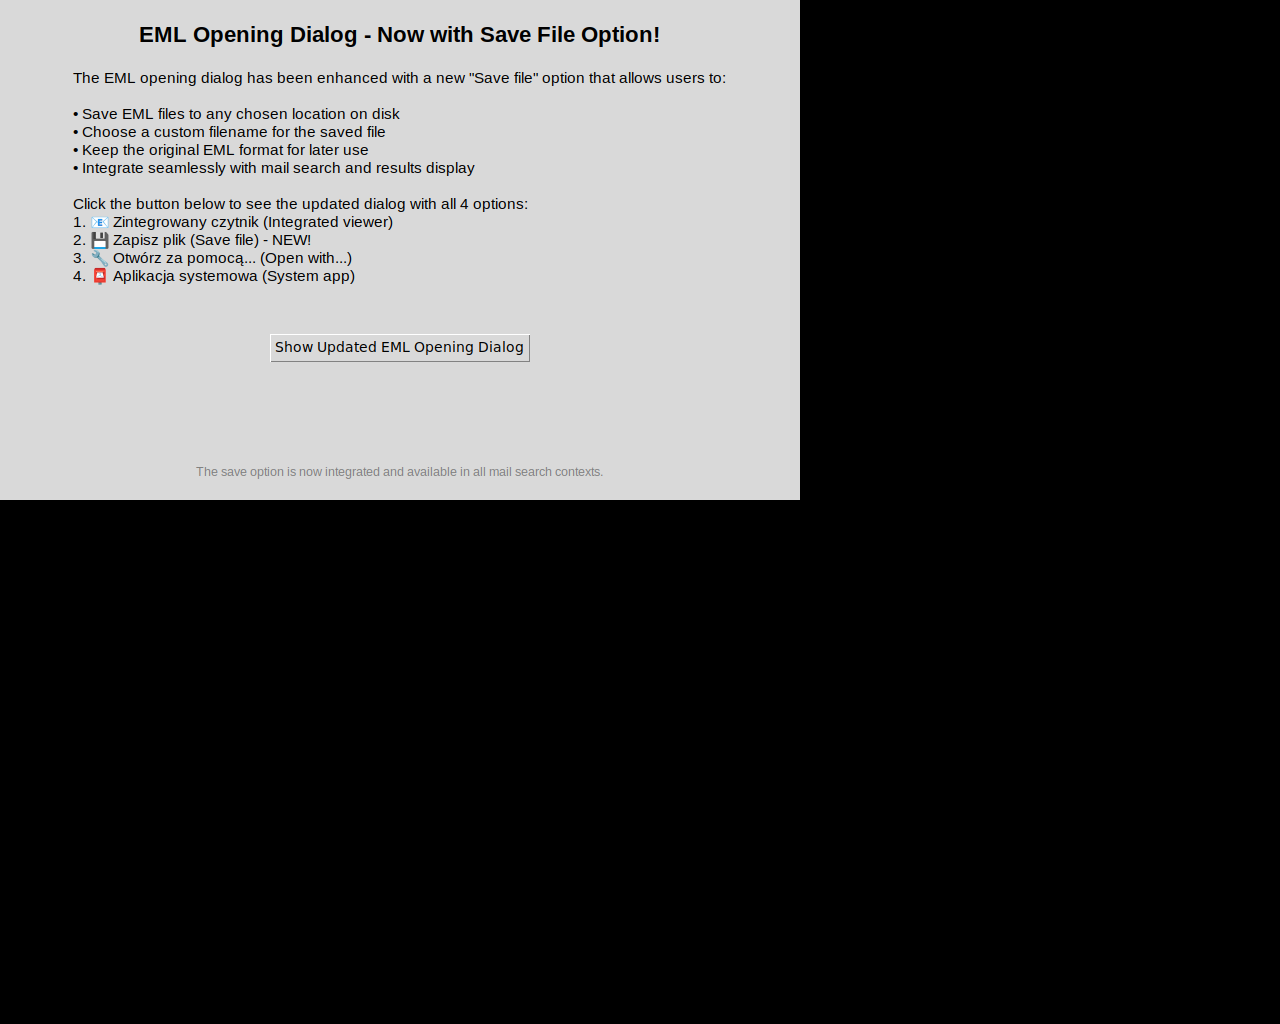 EML Opening Dialog - Now with Save File Option!
The EML opening dialog has been enhanced with a new "Save file" option that allows users to:
• Save EML files to any chosen location on disk
• Choose a custom filename for the saved file
• Keep the original EML format for later use
• Integrate seamlessly with mail search and results display
Click the button below to see the updated dialog with all 4 options:
1. 📧 Zintegrowany czytnik (Integrated viewer)
2. 💾 Zapisz plik (Save file) - NEW!
3. 🔧 Otwórz za pomocą... (Open with...)
4. 📮 Aplikacja systemowa (System app)
Show Updated EML Opening Dialog
The save option is now integrated and available in all mail search contexts.